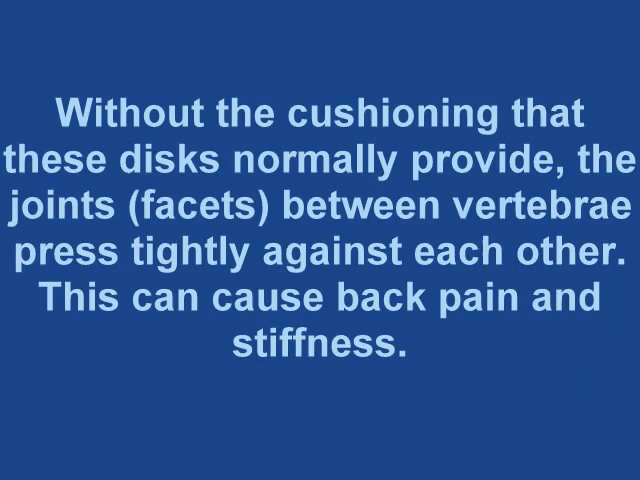 Without the cushioning that
these disks normally provide, the
joints (facets) between vertebrae
press tightly against each other.
This can cause back pain and
stiffness.